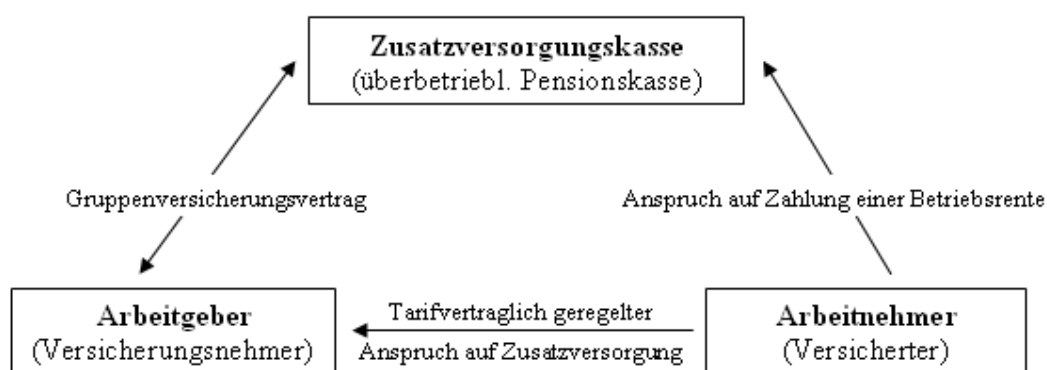 Zusatzversorgungskasse
(überbetriebl. Pensionskasse)
Gruppenversicherungsvertrag
Anspruch auf Zahlung einer Betriebsrente
Arbeitgeber
(Versicherungsnehmer)
Tarifvertraglich geregelter
Anspruch auf Zusatzversorgung
Arbeitnehmer
(Versicherter)